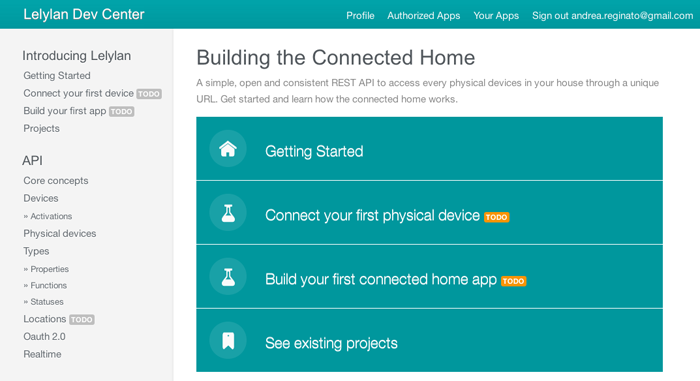 Lelylan Dev Center
Profile Authorized Apps Your Apps Sign out andrea.reginato@gmail.com
Introducing Lelylan
Getting Started
Connect your first device TODO
Build your first app TODO
Projects
API
Core concepts
Devices
» Activations
Physical devices
Types
» Properties
» Functions
» Statuses
Locations TODO
Oauth 2.0
Realtime
Building the Connected Home
A simple, open and consistent REST API to access every physical devices in your house through a unique
URL. Get started and learn how the connected home works.
Getting Started
Connect your first physical device TODO
Build your first connected home app TODO
See existing projects